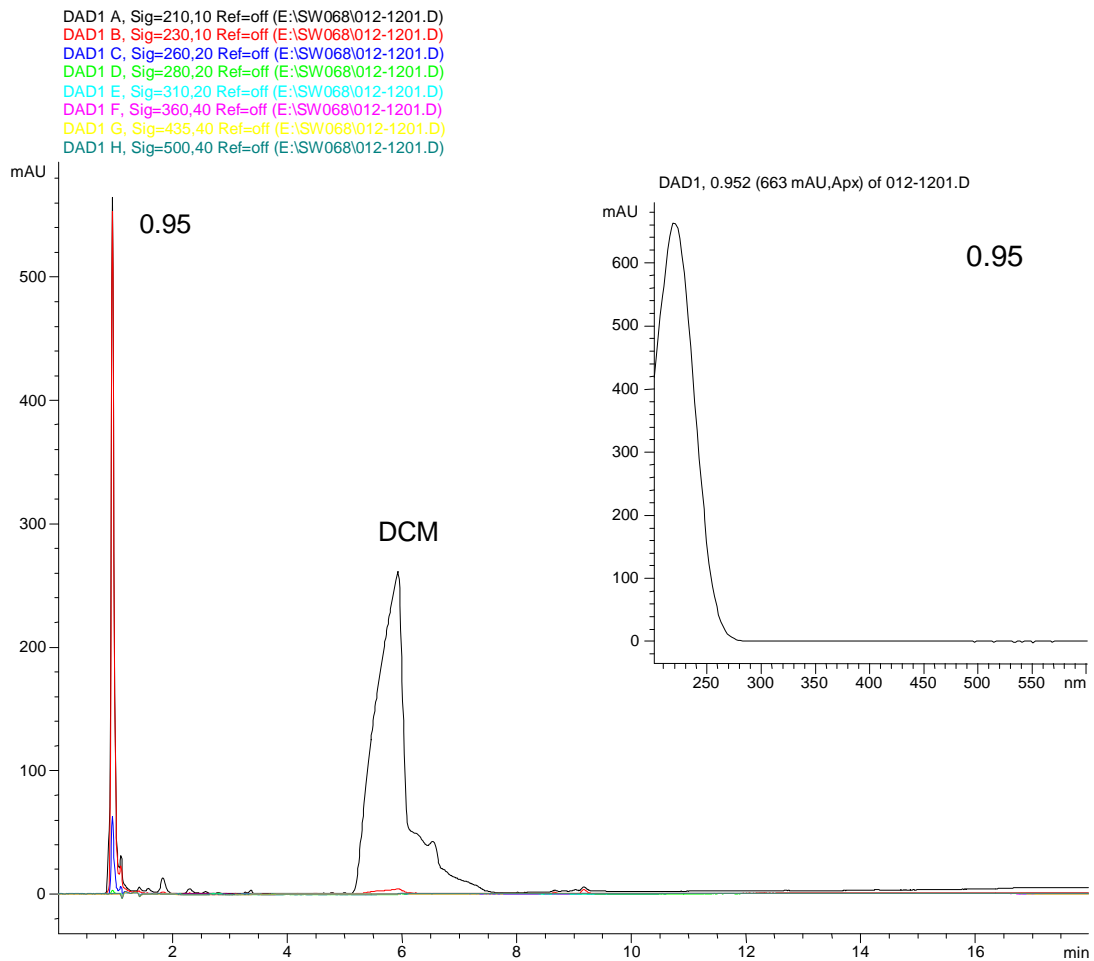 DAD1 A, Sig=210,10 Ref=off (E:\SW068\012-1201.D)
DAD1 B, Sig=230,10 Ref=off (E:\SW068\012-1201.D)
DAD1 C, Sig=260,20 Ref=off (E:\SW068\012-1201.D)
DAD1 D, Sig=280,20 Ref=off (E:\SW068\012-1201.D)
DAD1 E, Sig=310,20 Ref=off (E:\SW068\012-1201.D)
DAD1 F, Sig=360,40 Ref=off (E:\SW068\012-1201.D)
DAD1 G, Sig=435,40 Ref=off (E:\SW068\012-1201.D)
DAD1 H, Sig=500,40 Ref=off (E:\SW068\012-1201.D)
mAU
500
400
300
200
100
0
2 4 6 8 10 12 14 16 min
0.95
DCM
DAD1, 0.952 (663 mAU,Apx) of 012-1201.D
mAU
600
500
400
300
200
100
0
250 300 350 400 450 500 550 nm
0.95